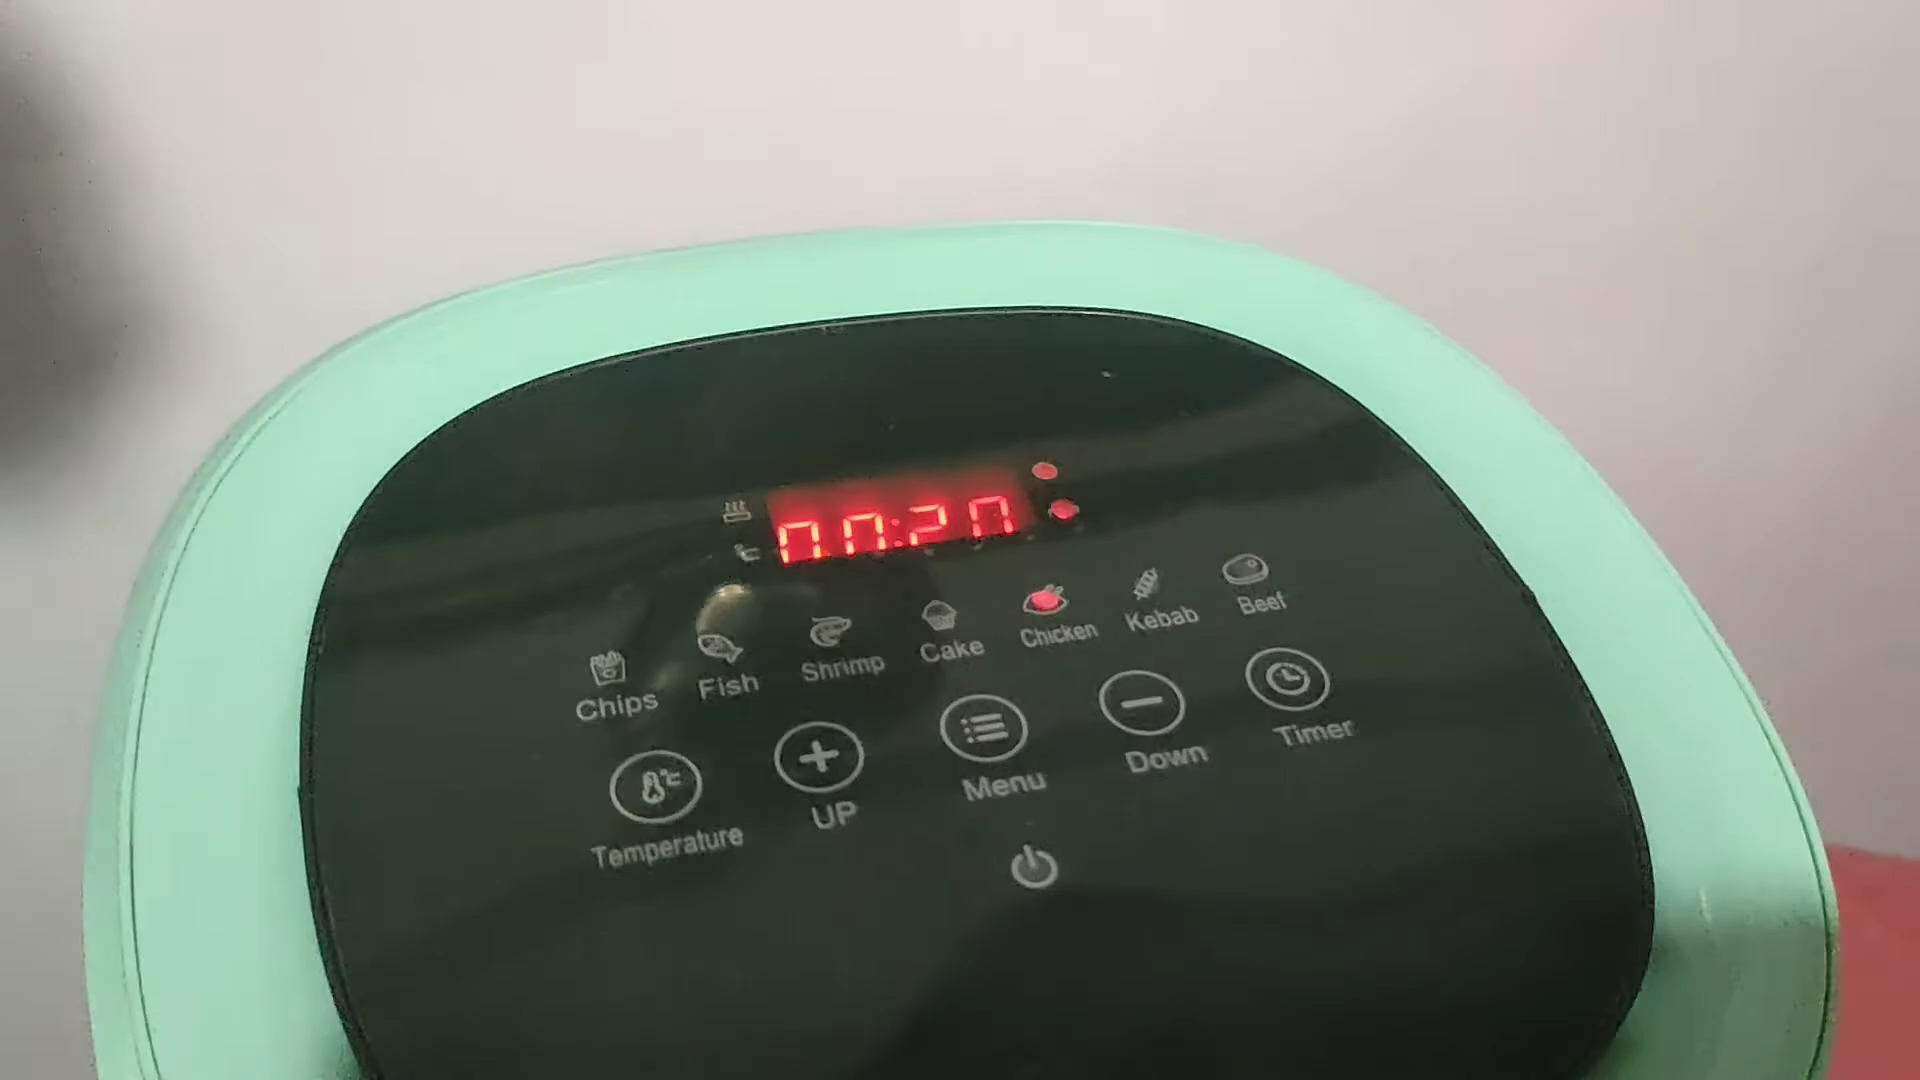 00:20
Chips Fish Shrimp Cake Chicken Kebab Beef
Temperature UP Menu Down Timer